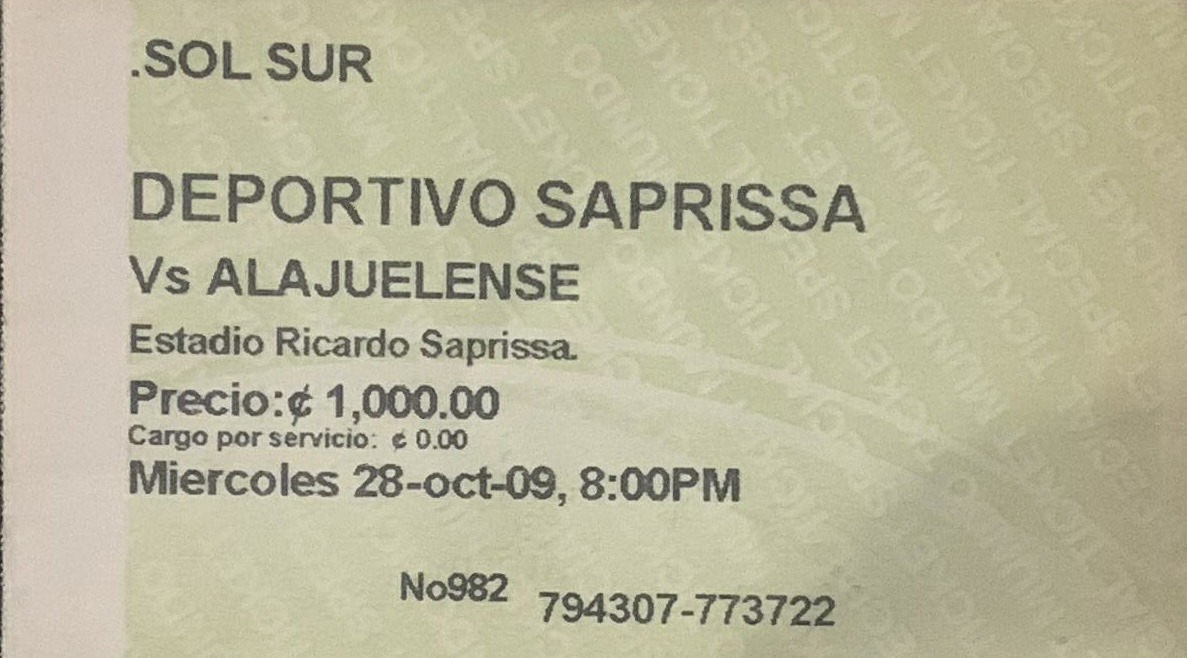 .SOL SUR
DEPORTIVO SAPRISSA
Vs ALAJUELENSE
Estadio Ricardo Saprissa.
Precio:₡ 1,000.00
Cargo por servicio: ₡ 0.00
Miercoles 28-oct-09, 8:00PM
No982 794307-773722